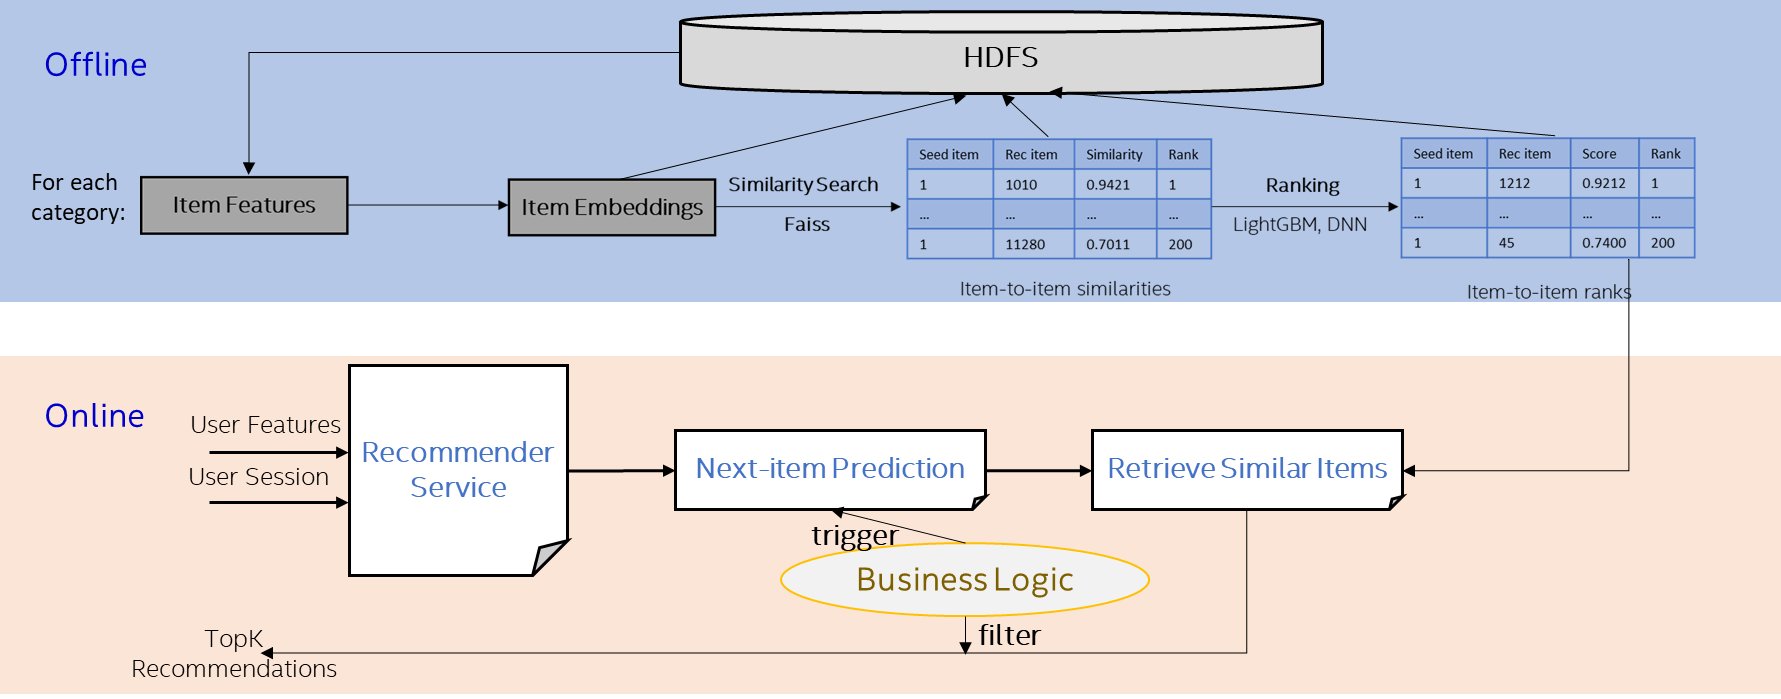 Offline
HDFS
For each
category:
Item Features
Item Embeddings
Similarity Search
Faiss
Seed item Rec item Similarity Rank
1 1010 0.9421 1
... ... ... ...
1 11280 0.7011 200
Item-to-item similarities
Ranking
LightGBM, DNN
Seed item Rec item Score Rank
1 1212 0.9212 1
... ... ... ...
1 45 0.7400 200
Item-to-item ranks
Online
User Features
User Session
Recommender
Service
Next-item Prediction
Retrieve Similar Items
trigger
Business Logic
filter
TopK
Recommendations